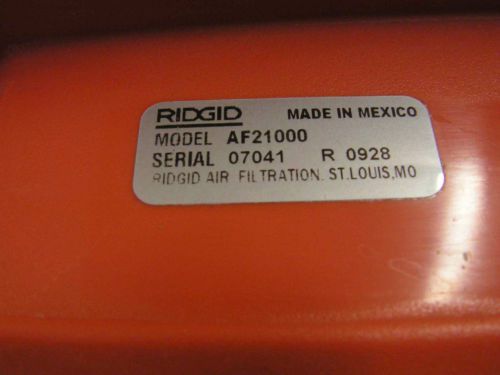 RIDGID MADE IN MEXICO
MODEL AF21000
SERIAL 07041 R 0928
RIDGID AIR FILTRATION. ST.LOUIS,MO